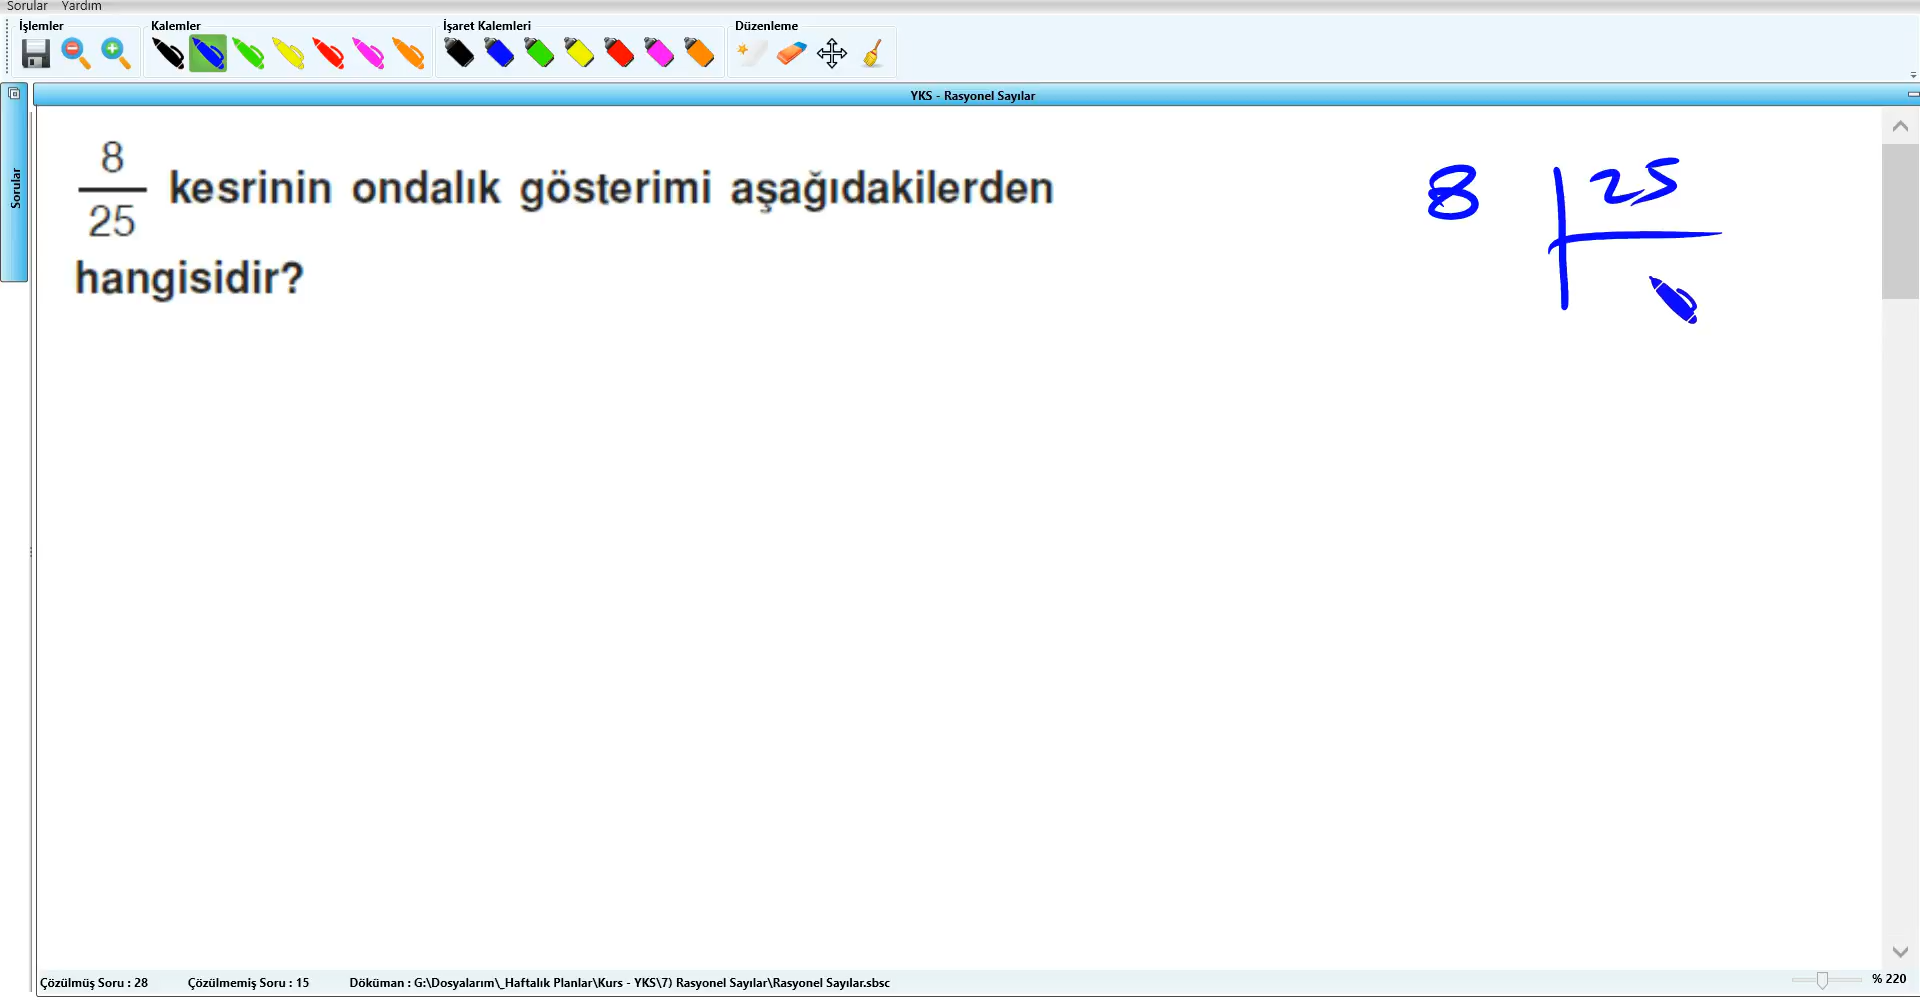 Sorular Yardım
İşlemler Kalemler İşaret Kalemleri Düzenleme
Sorular
YKS - Rasyonel Sayılar
8
25
kesrinin ondalık gösterimi aşağıdakilerden
hangisidir?
8 25
Çözülmüş Soru : 28 Çözülmemiş Soru : 15 Döküman : G:\Dosyalarım\_Haftalık Planlar\Kurs - YKS\7) Rasyonel Sayılar\Rasyonel Sayılar.sbsc % 220